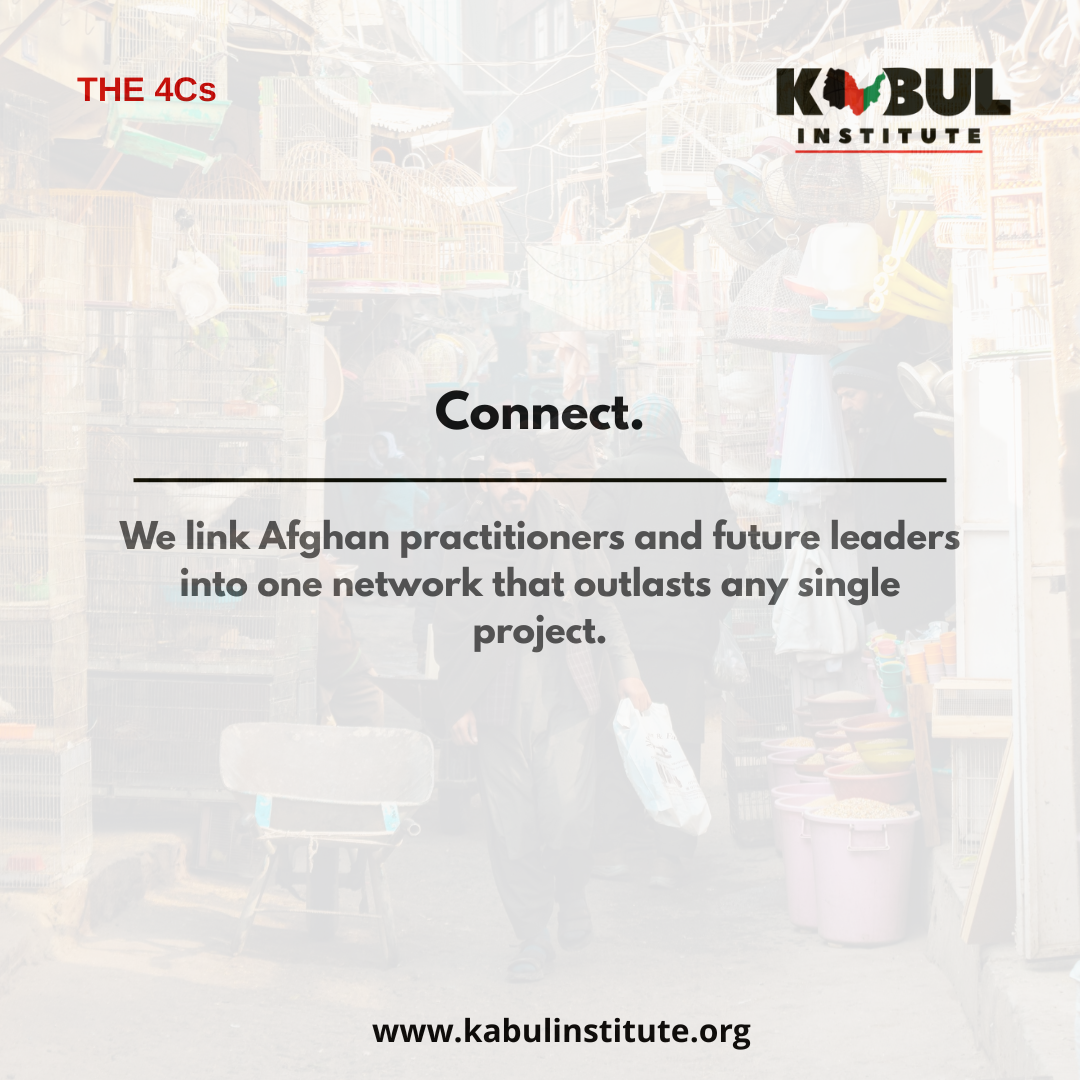 THE 4Cs
KABUL
INSTITUTE
Connect.
We link Afghan practitioners and future leaders
into one network that outlasts any single
project.
www.kabulinstitute.org